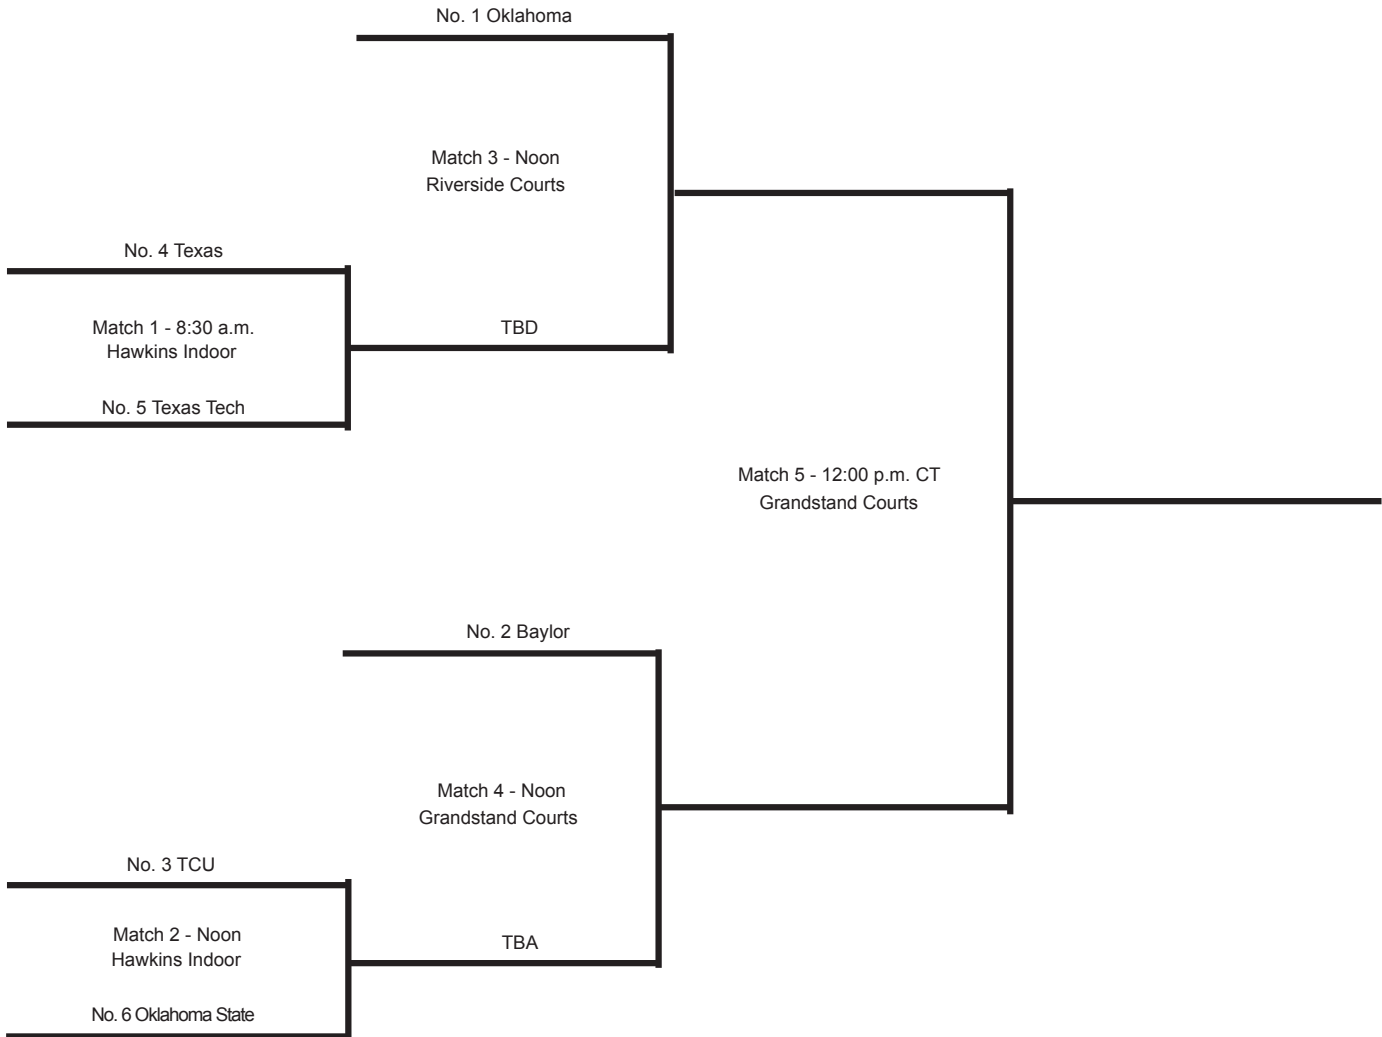 No. 1 Oklahoma
Match 3 - Noon
Riverside Courts
No. 4 Texas
Match 1 - 8:30 a.m.
Hawkins Indoor
TBD
No. 5 Texas Tech
Match 5 - 12:00 p.m. CT
Grandstand Courts
No. 2 Baylor
Match 4 - Noon
Grandstand Courts
No. 3 TCU
Match 2 - Noon
Hawkins Indoor
TBA
No. 6 Oklahoma State